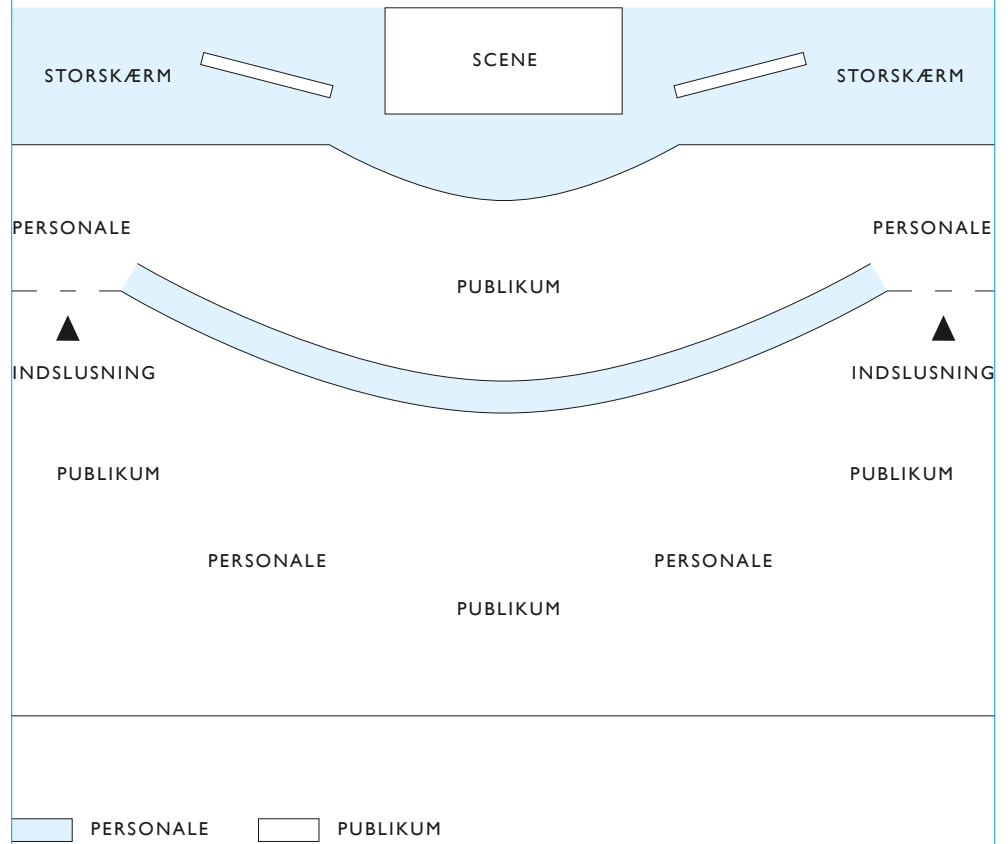 SCENE
STORSKÆRM
STORSKÆRM
PERSONALE
PERSONALE
PUBLIKUM
INDSLUSNING
INDSLUSNING
PUBLIKUM
PUBLIKUM
PERSONALE
PERSONALE
PUBLIKUM
PERSONALE
PUBLIKUM